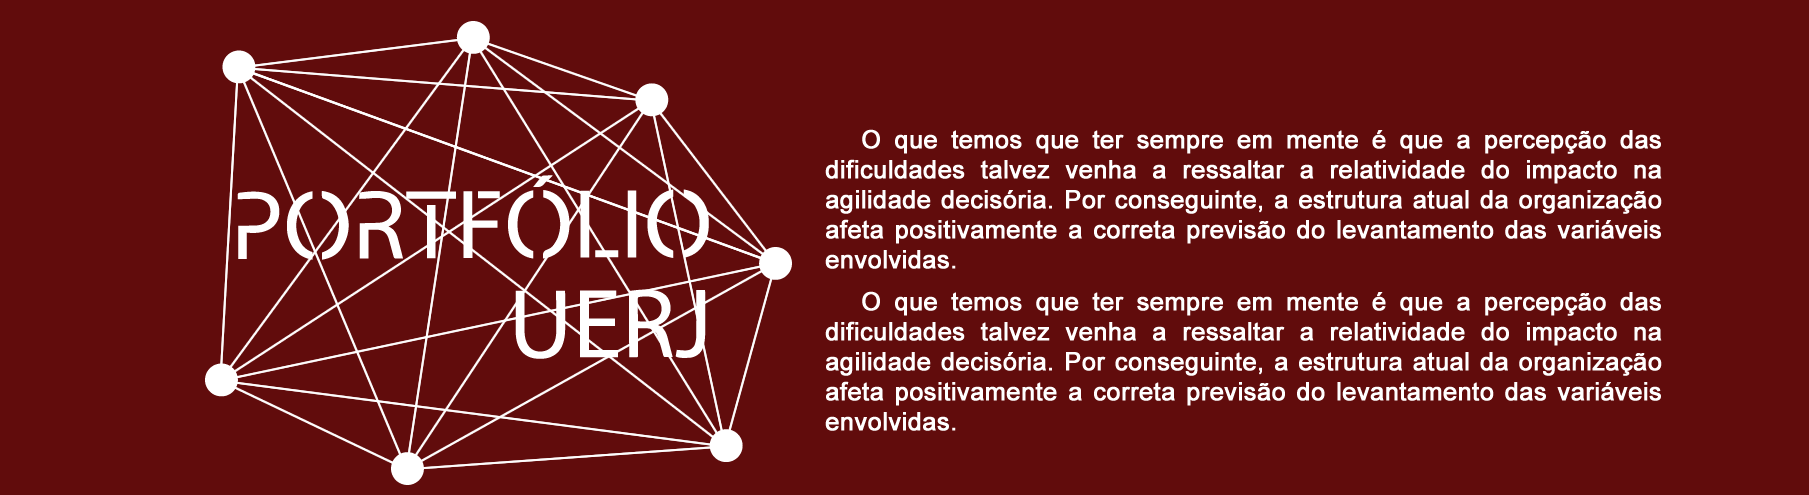 PORTFÓLIO
UERJ
O que temos que ter sempre em mente é que a percepção das
dificuldades talvez venha a ressaltar a relatividade do impacto na
agilidade decisória. Por conseguinte, a estrutura atual da organização
afeta positivamente a correta previsão do levantamento das variáveis
envolvidas.
O que temos que ter sempre em mente é que a percepção das
dificuldades talvez venha a ressaltar a relatividade do impacto na
agilidade decisória. Por conseguinte, a estrutura atual da organização
afeta positivamente a correta previsão do levantamento das variáveis
envolvidas.